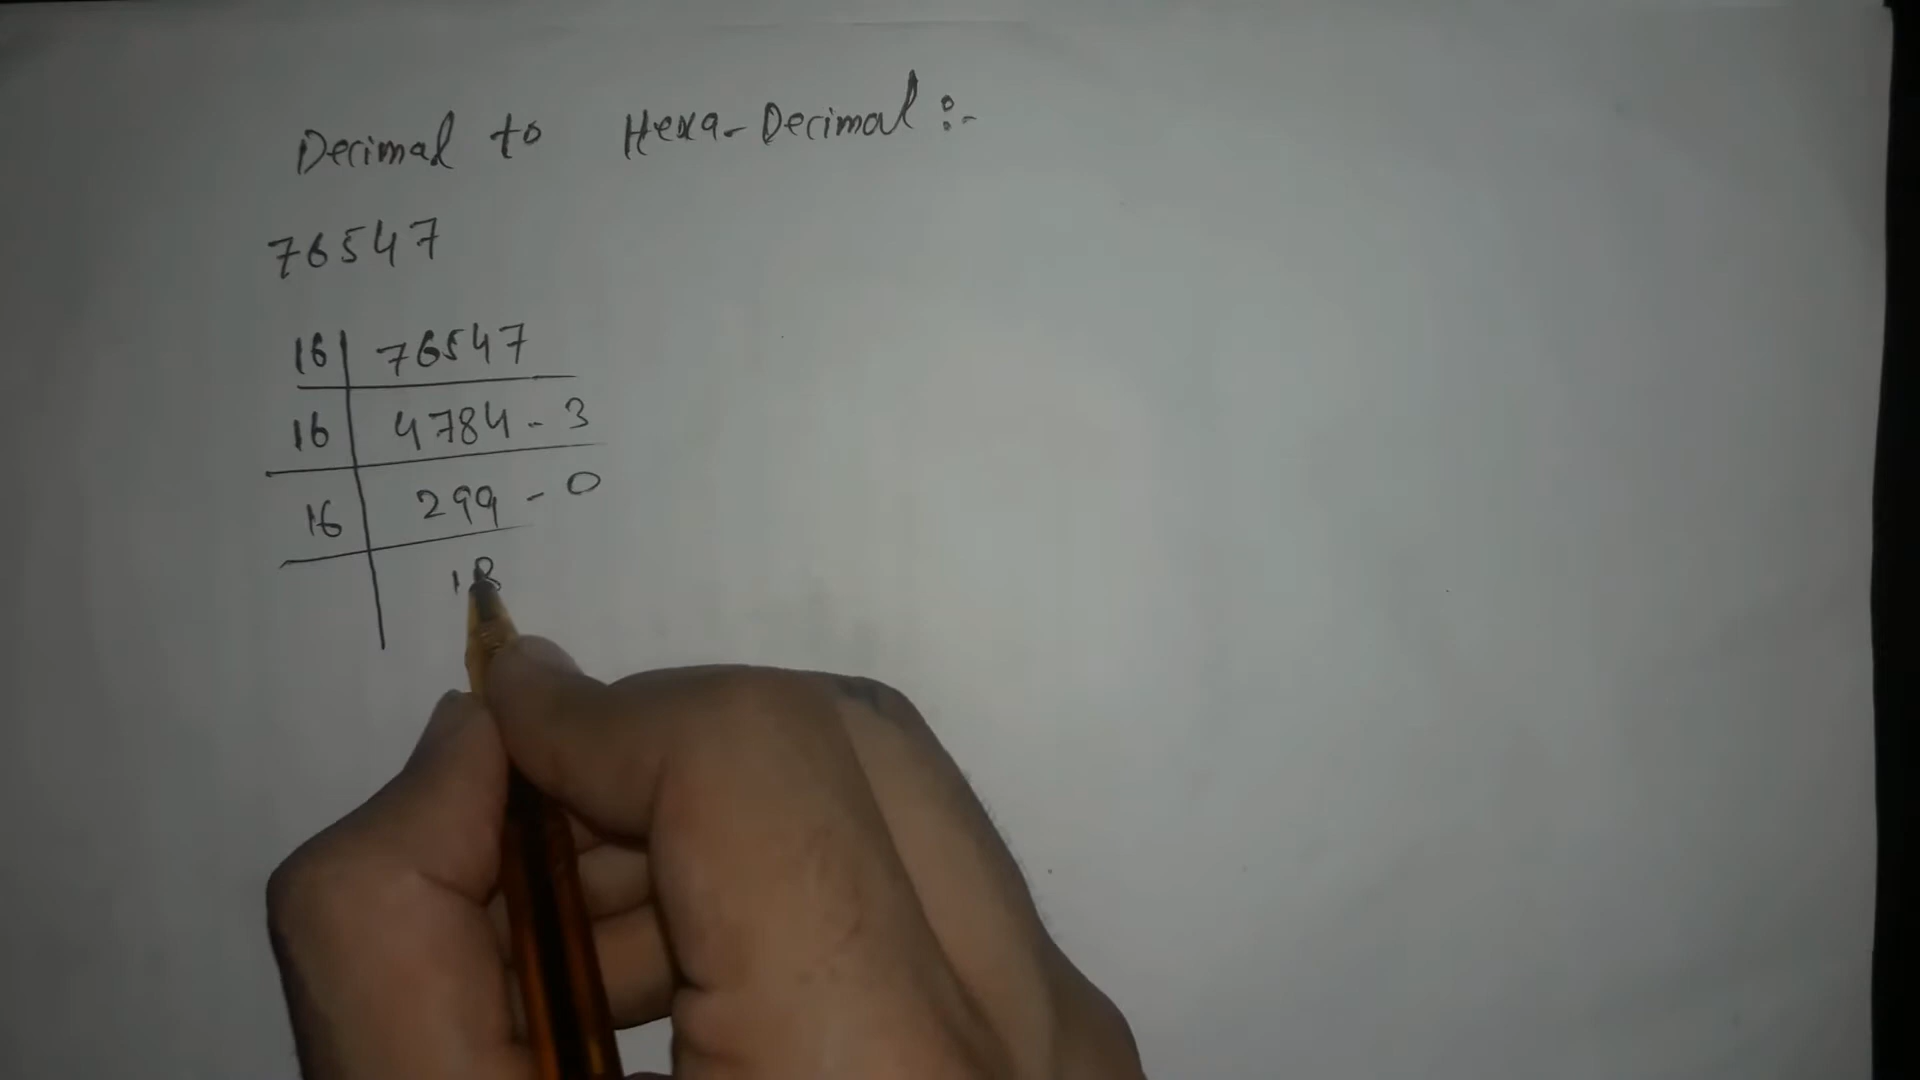 Decimal to Hexa-Decimal :-
76547
16 76547
16 4784 - 3
16 299 - 0
18